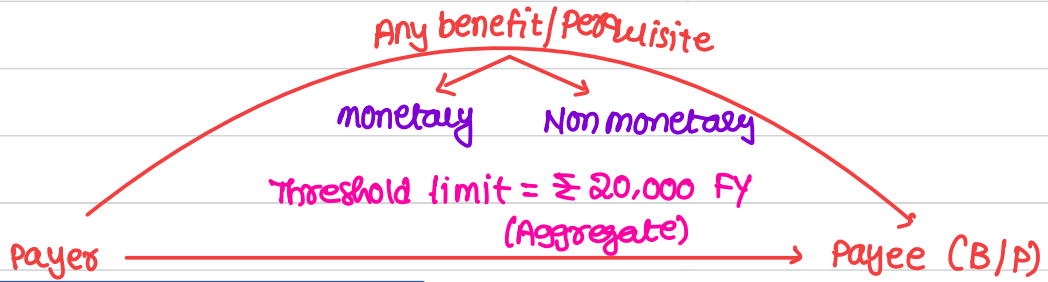 Any benefit/Perquisite
monetary Non monetary
Threshold limit = ₹ 20,000 FY
(Aggregate)
Payer Payee (B/P)